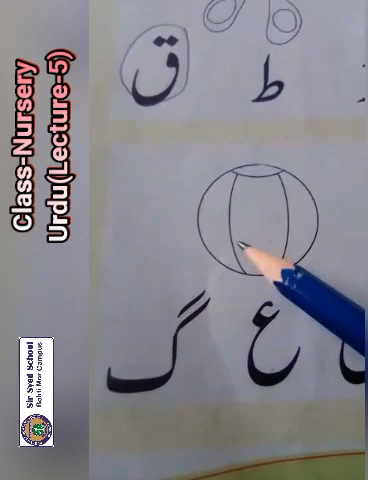 Class-Nursery
Urdu(Lecture-5)
ط ق
ع گ
Sir Syed School